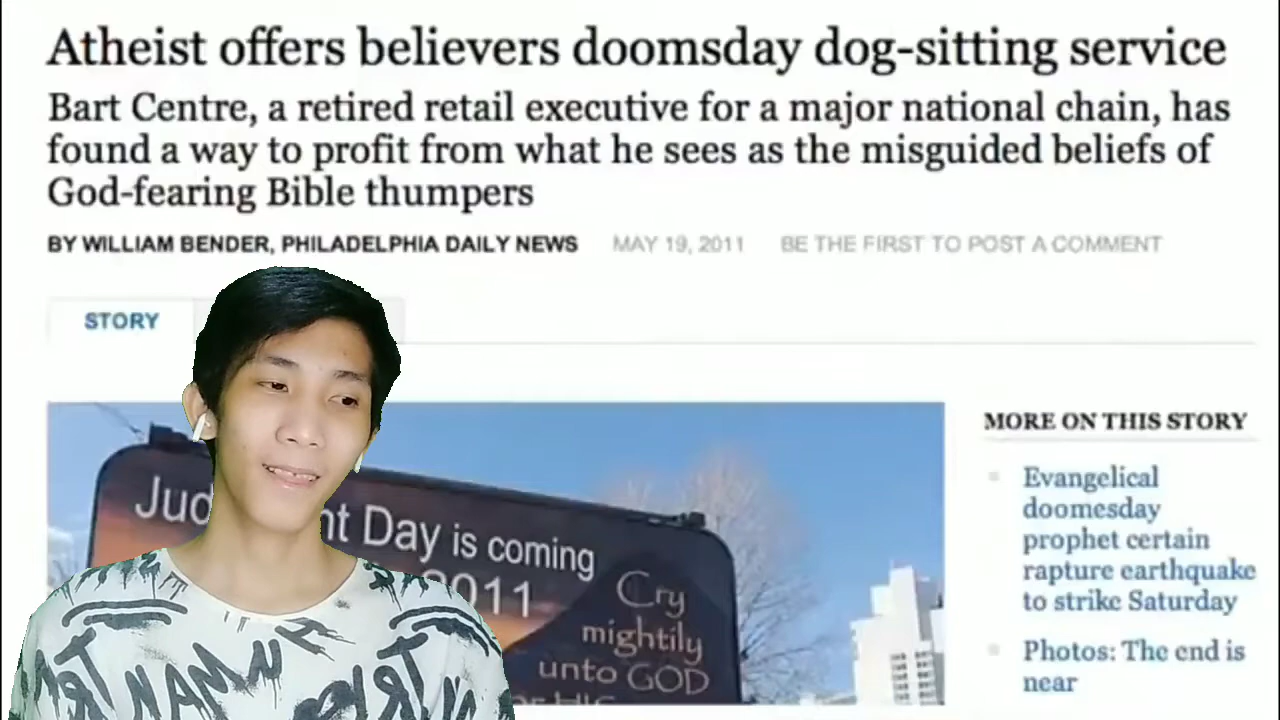 Atheist offers believers doomsday dog-sitting service
Bart Centre, a retired retail executive for a major national chain, has
found a way to profit from what he sees as the misguided beliefs of
God-fearing Bible thumpers
BY WILLIAM BENDER, PHILADELPHIA DAILY NEWS MAY 19, 2011 BE THE FIRST TO POST A COMMENT
STORY
Day is coming
2011
Cry
mightily
unto GOD
MORE ON THIS STORY
Evangelical
doomesday
prophet certain
rapture earthquake
to strike Saturday
Photos: The end is
near